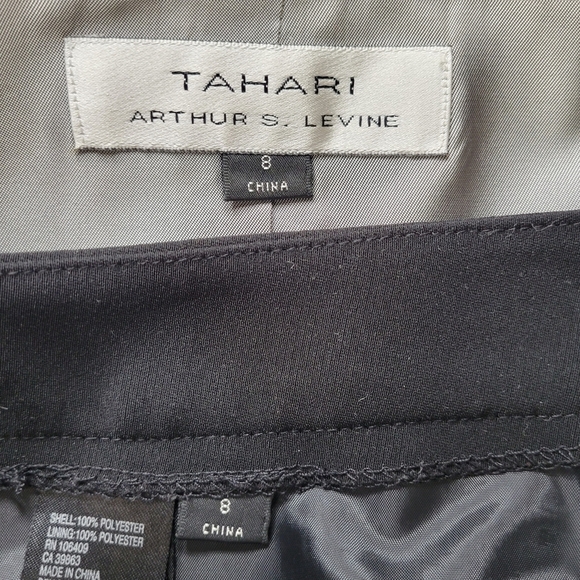 TAHARI
ARTHUR S. LEVINE
8
CHINA
8
CHINA
SHELL:100% POLYESTER
LINING:100% POLYESTER
RN 106409
CA 39863
MADE IN CHINA